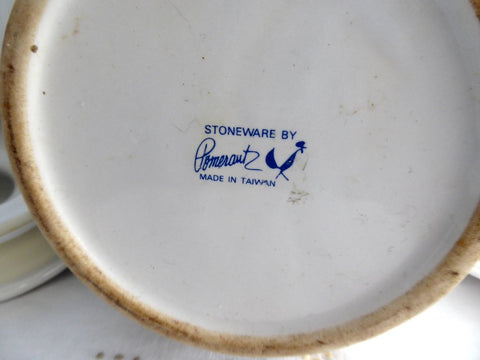 STONEWARE BY
Pomerantz
MADE IN TAIWAN